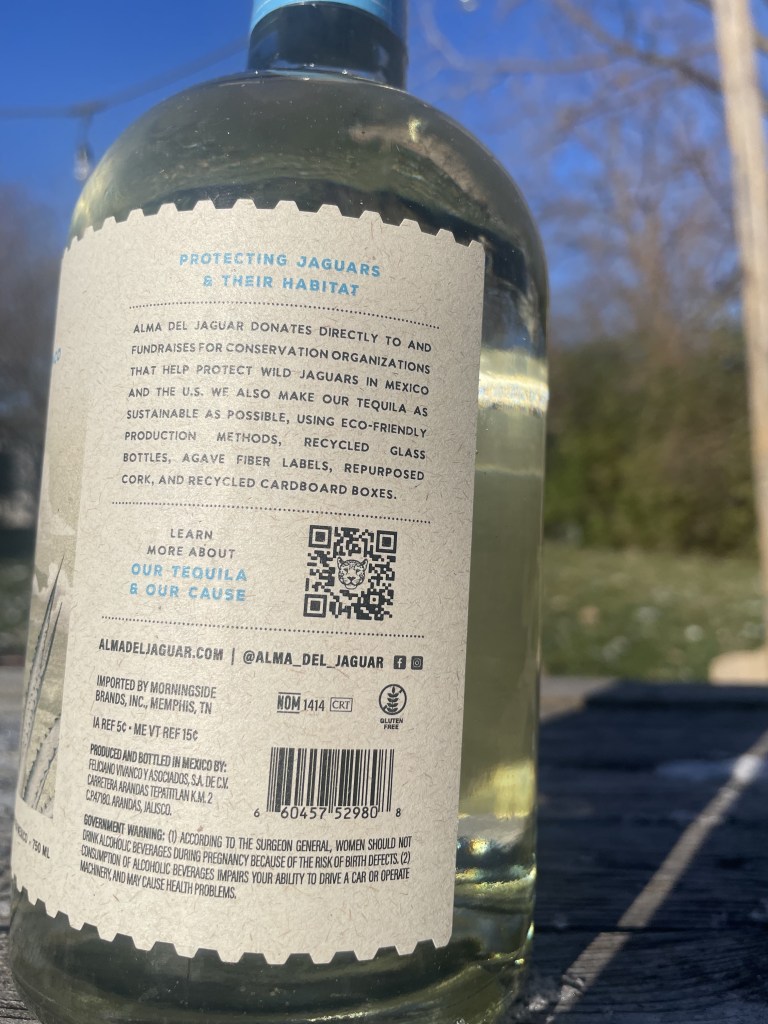 PROTECTING JAGUARS
& THEIR HABITAT
ALMA DEL JAGUAR DONATES DIRECTLY TO AND
FUNDRAISES FOR CONSERVATION ORGANIZATIONS
THAT HELP PROTECT WILD JAGUARS IN MEXICO
AND THE U.S. WE ALSO MAKE OUR TEQUILA AS
SUSTAINABLE AS POSSIBLE, USING ECO-FRIENDLY
PRODUCTION METHODS, RECYCLED GLASS
BOTTLES, AGAVE FIBER LABELS, REPURPOSED
CORK, AND RECYCLED CARDBOARD BOXES.
LEARN
MORE ABOUT
OUR TEQUILA
& OUR CAUSE
ALMADELJAGUAR.COM | @ALMA_DEL_JAGUAR
IMPORTED BY MORNINGSIDE
BRANDS, INC., MEMPHIS, TN
IA REF 5¢ • ME VT REF 15¢
NOM 1414 CRT
GLUTEN
FREE
PRODUCED AND BOTTLED IN MEXICO BY:
FELICIANO VIVANCO Y ASOCIADOS, S.A. DE C.V.
CARRETERA ARANDAS TEPATITLAN K.M. 2
C.P.47180. ARANDAS, JALISCO.
6 60457 52980 8
GOVERNMENT WARNING: (1) ACCORDING TO THE SURGEON GENERAL, WOMEN SHOULD NOT
DRINK ALCOHOLIC BEVERAGES DURING PREGNANCY BECAUSE OF THE RISK OF BIRTH DEFECTS. (2)
CONSUMPTION OF ALCOHOLIC BEVERAGES IMPAIRS YOUR ABILITY TO DRIVE A CAR OR OPERATE
MACHINERY, AND MAY CAUSE HEALTH PROBLEMS.
750 ML